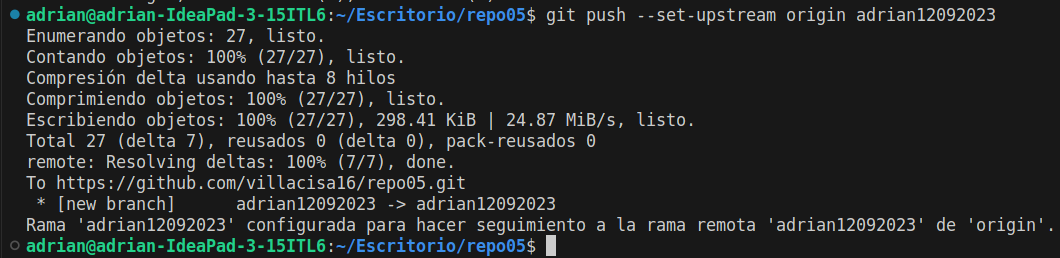 adrian@adrian-IdeaPad-3-15ITL6:~/Escritorio/repo05$ git push --set-upstream origin adrian12092023
Enumerando objetos: 27, listo.
Contando objetos: 100% (27/27), listo.
Compresión delta usando hasta 8 hilos
Comprimiendo objetos: 100% (27/27), listo.
Escribiendo objetos: 100% (27/27), 298.41 KiB | 24.87 MiB/s, listo.
Total 27 (delta 7), reusados 0 (delta 0), pack-reusados 0
remote: Resolving deltas: 100% (7/7), done.
To https://github.com/villacisa16/repo05.git
 * [new branch]      adrian12092023 -> adrian12092023
Rama 'adrian12092023' configurada para hacer seguimiento a la rama remota 'adrian12092023' de 'origin'.
adrian@adrian-IdeaPad-3-15ITL6:~/Escritorio/repo05$